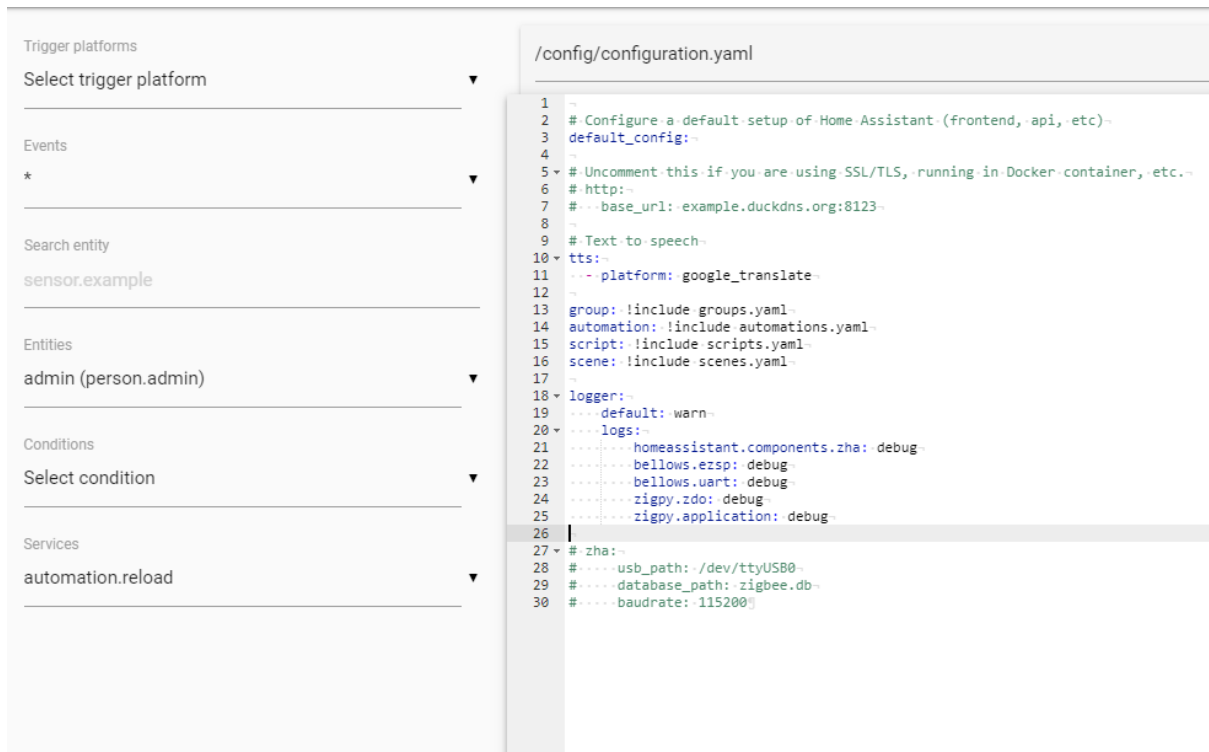 Trigger platforms
Select trigger platform
Events
*
Search entity
sensor.example
Entities
admin (person.admin)
Conditions
Select condition
Services
automation.reload
/config/configuration.yaml
1
2 # Configure a default setup of Home Assistant (frontend, api, etc)
3 default_config:
4
5 # Uncomment this if you are using SSL/TLS, running in Docker container, etc.
6 # http:
7 #   base_url: example.duckdns.org:8123
8
9 # Text to speech
10 tts:
11   - platform: google_translate
12
13 group: !include groups.yaml
14 automation: !include automations.yaml
15 script: !include scripts.yaml
16 scene: !include scenes.yaml
17
18 logger:
19     default: warn
20     logs:
21         homeassistant.components.zha: debug
22         bellows.ezsp: debug
23         bellows.uart: debug
24         zigpy.zdo: debug
25         zigpy.application: debug
26
27 # zha:
28 #     usb_path: /dev/ttyUSB0
29 #     database_path: zigbee.db
30 #     baudrate: 115200